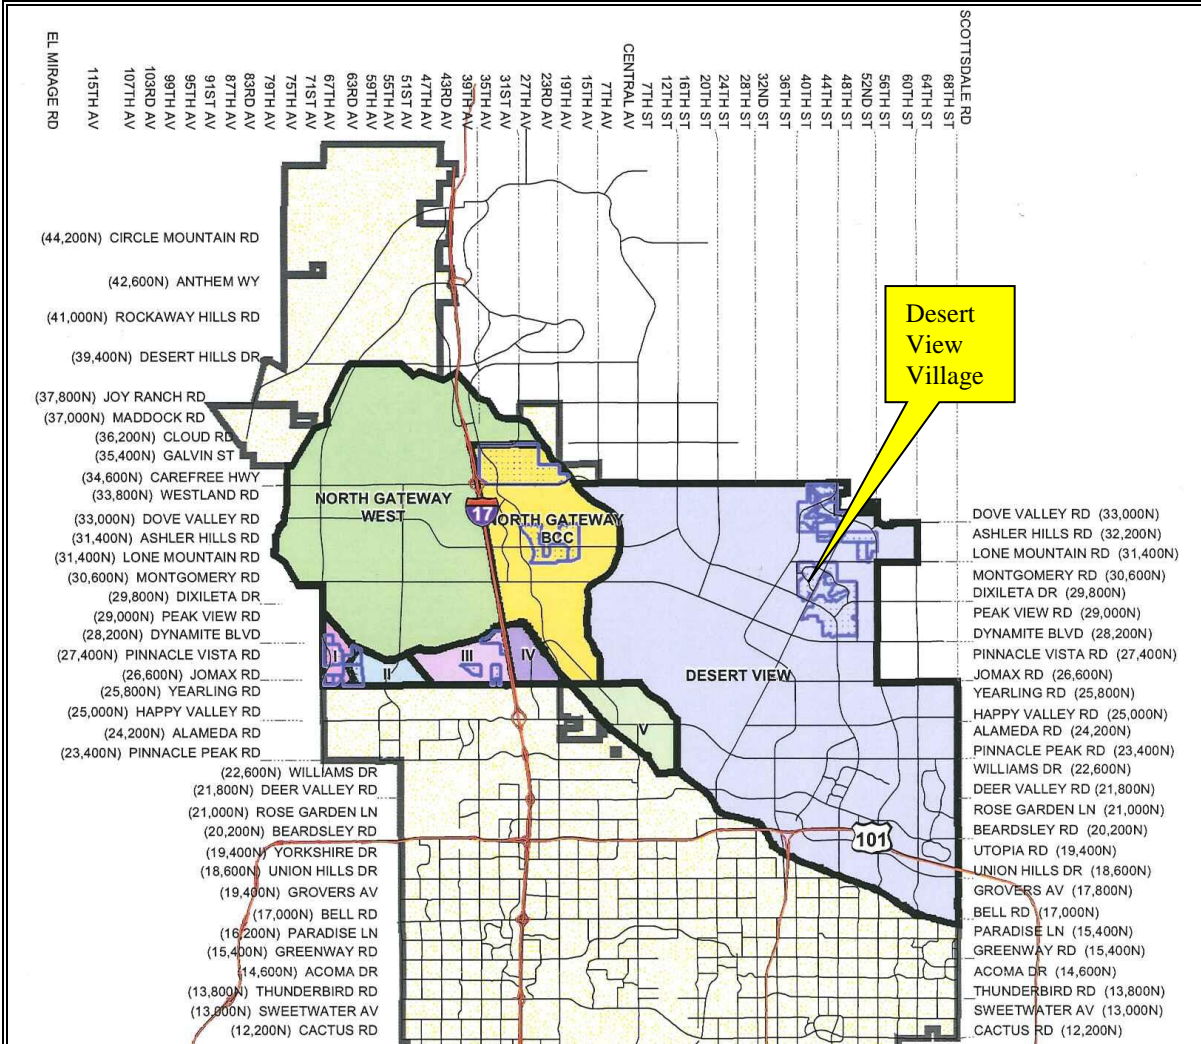 EL MIRAGE RD
115TH AV
107TH AV
103RD AV
99TH AV
95TH AV
91ST AV
87TH AV
83RD AV
79TH AV
75TH AV
71ST AV
67TH AV
63RD AV
59TH AV
55TH AV
51ST AV
47TH AV
43RD AV
39TH AV
35TH AV
31ST AV
27TH AV
23RD AV
19TH AV
15TH AV
7TH AV
CENTRAL AV
7TH ST
12TH ST
16TH ST
20TH ST
24TH ST
28TH ST
32ND ST
36TH ST
40TH ST
44TH ST
48TH ST
52ND ST
56TH ST
60TH ST
64TH ST
68TH ST
SCOTTSDALE RD
(44,200N) CIRCLE MOUNTAIN RD
(42,600N) ANTHEM WY
(41,000N) ROCKAWAY HILLS RD
(39,400N) DESERT HILLS DR
(37,800N) JOY RANCH RD
(37,000N) MADDOCK RD
(36,200N) CLOUD RD
(35,400N) GALVIN ST
(34,600N) CAREFREE HWY
(33,800N) WESTLAND RD
(33,000N) DOVE VALLEY RD
(31,400N) ASHLER HILLS RD
(31,400N) LONE MOUNTAIN RD
(30,600N) MONTGOMERY RD
(29,800N) DIXILETA DR
(29,000N) PEAK VIEW RD
(28,200N) DYNAMITE BLVD
(27,400N) PINNACLE VISTA RD
(26,600N) JOMAX RD
(25,800N) YEARLING RD
(25,000N) HAPPY VALLEY RD
(24,200N) ALAMEDA RD
(23,400N) PINNACLE PEAK RD
(22,600N) WILLIAMS DR
(21,800N) DEER VALLEY RD
(21,000N) ROSE GARDEN LN
(20,200N) BEARDSLEY RD
(19,400N) YORKSHIRE DR
(18,600N) UNION HILLS DR
(19,400N) GROVERS AV
(17,000N) BELL RD
(16,200N) PARADISE LN
(15,400N) GREENWAY RD
(14,600N) ACOMA DR
(13,800N) THUNDERBIRD RD
(13,000N) SWEETWATER AV
(12,200N) CACTUS RD
Desert
View
Village
NORTH GATEWAY
WEST
17
NORTH GATEWAY
BCC
DESERT VIEW
I
II
III
IV
V
101
DOVE VALLEY RD (33,000N)
ASHLER HILLS RD (32,200N)
LONE MOUNTAIN RD (31,400N)
MONTGOMERY RD (30,600N)
DIXILETA DR (29,800N)
PEAK VIEW RD (29,000N)
DYNAMITE BLVD (28,200N)
PINNACLE VISTA RD (27,400N)
JOMAX RD (26,600N)
YEARLING RD (25,800N)
HAPPY VALLEY RD (25,000N)
ALAMEDA RD (24,200N)
PINNACLE PEAK RD (23,400N)
WILLIAMS DR (22,600N)
DEER VALLEY RD (21,800N)
ROSE GARDEN LN (21,000N)
BEARDSLEY RD (20,200N)
UTOPIA RD (19,400N)
UNION HILLS DR (18,600N)
GROVERS AV (17,800N)
BELL RD (17,000N)
PARADISE LN (15,400N)
GREENWAY RD (15,400N)
ACOMA DR (14,600N)
THUNDERBIRD RD (13,800N)
SWEETWATER AV (13,000N)
CACTUS RD (12,200N)